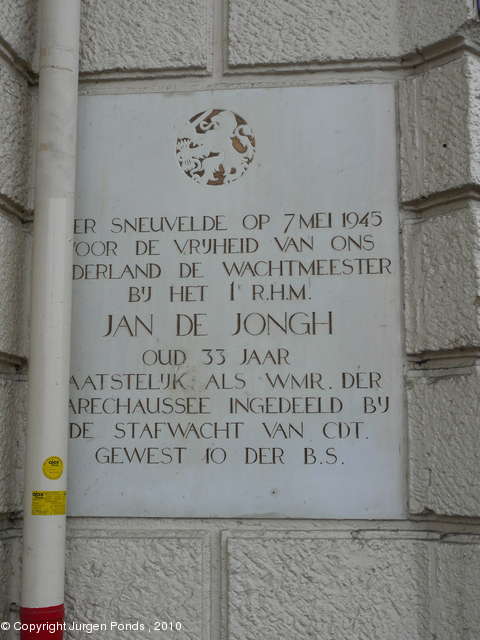 ER SNEUVELDE OP 7 MEI 1945
OOR DE VRIJHEID VAN ONS
DERLAND DE WACHTMEESTER
BIJ HET 1e R.H.M.
JAN DE JONGH
OUD 33 JAAR
AATSTELIJK ALS WMR. DER
ARECHAUSSEE INGEDEELD BIJ
DE STAFWACHT VAN CDT.
GEWEST 10 DER B.S.
© Copyright Jurgen Ponds , 2010